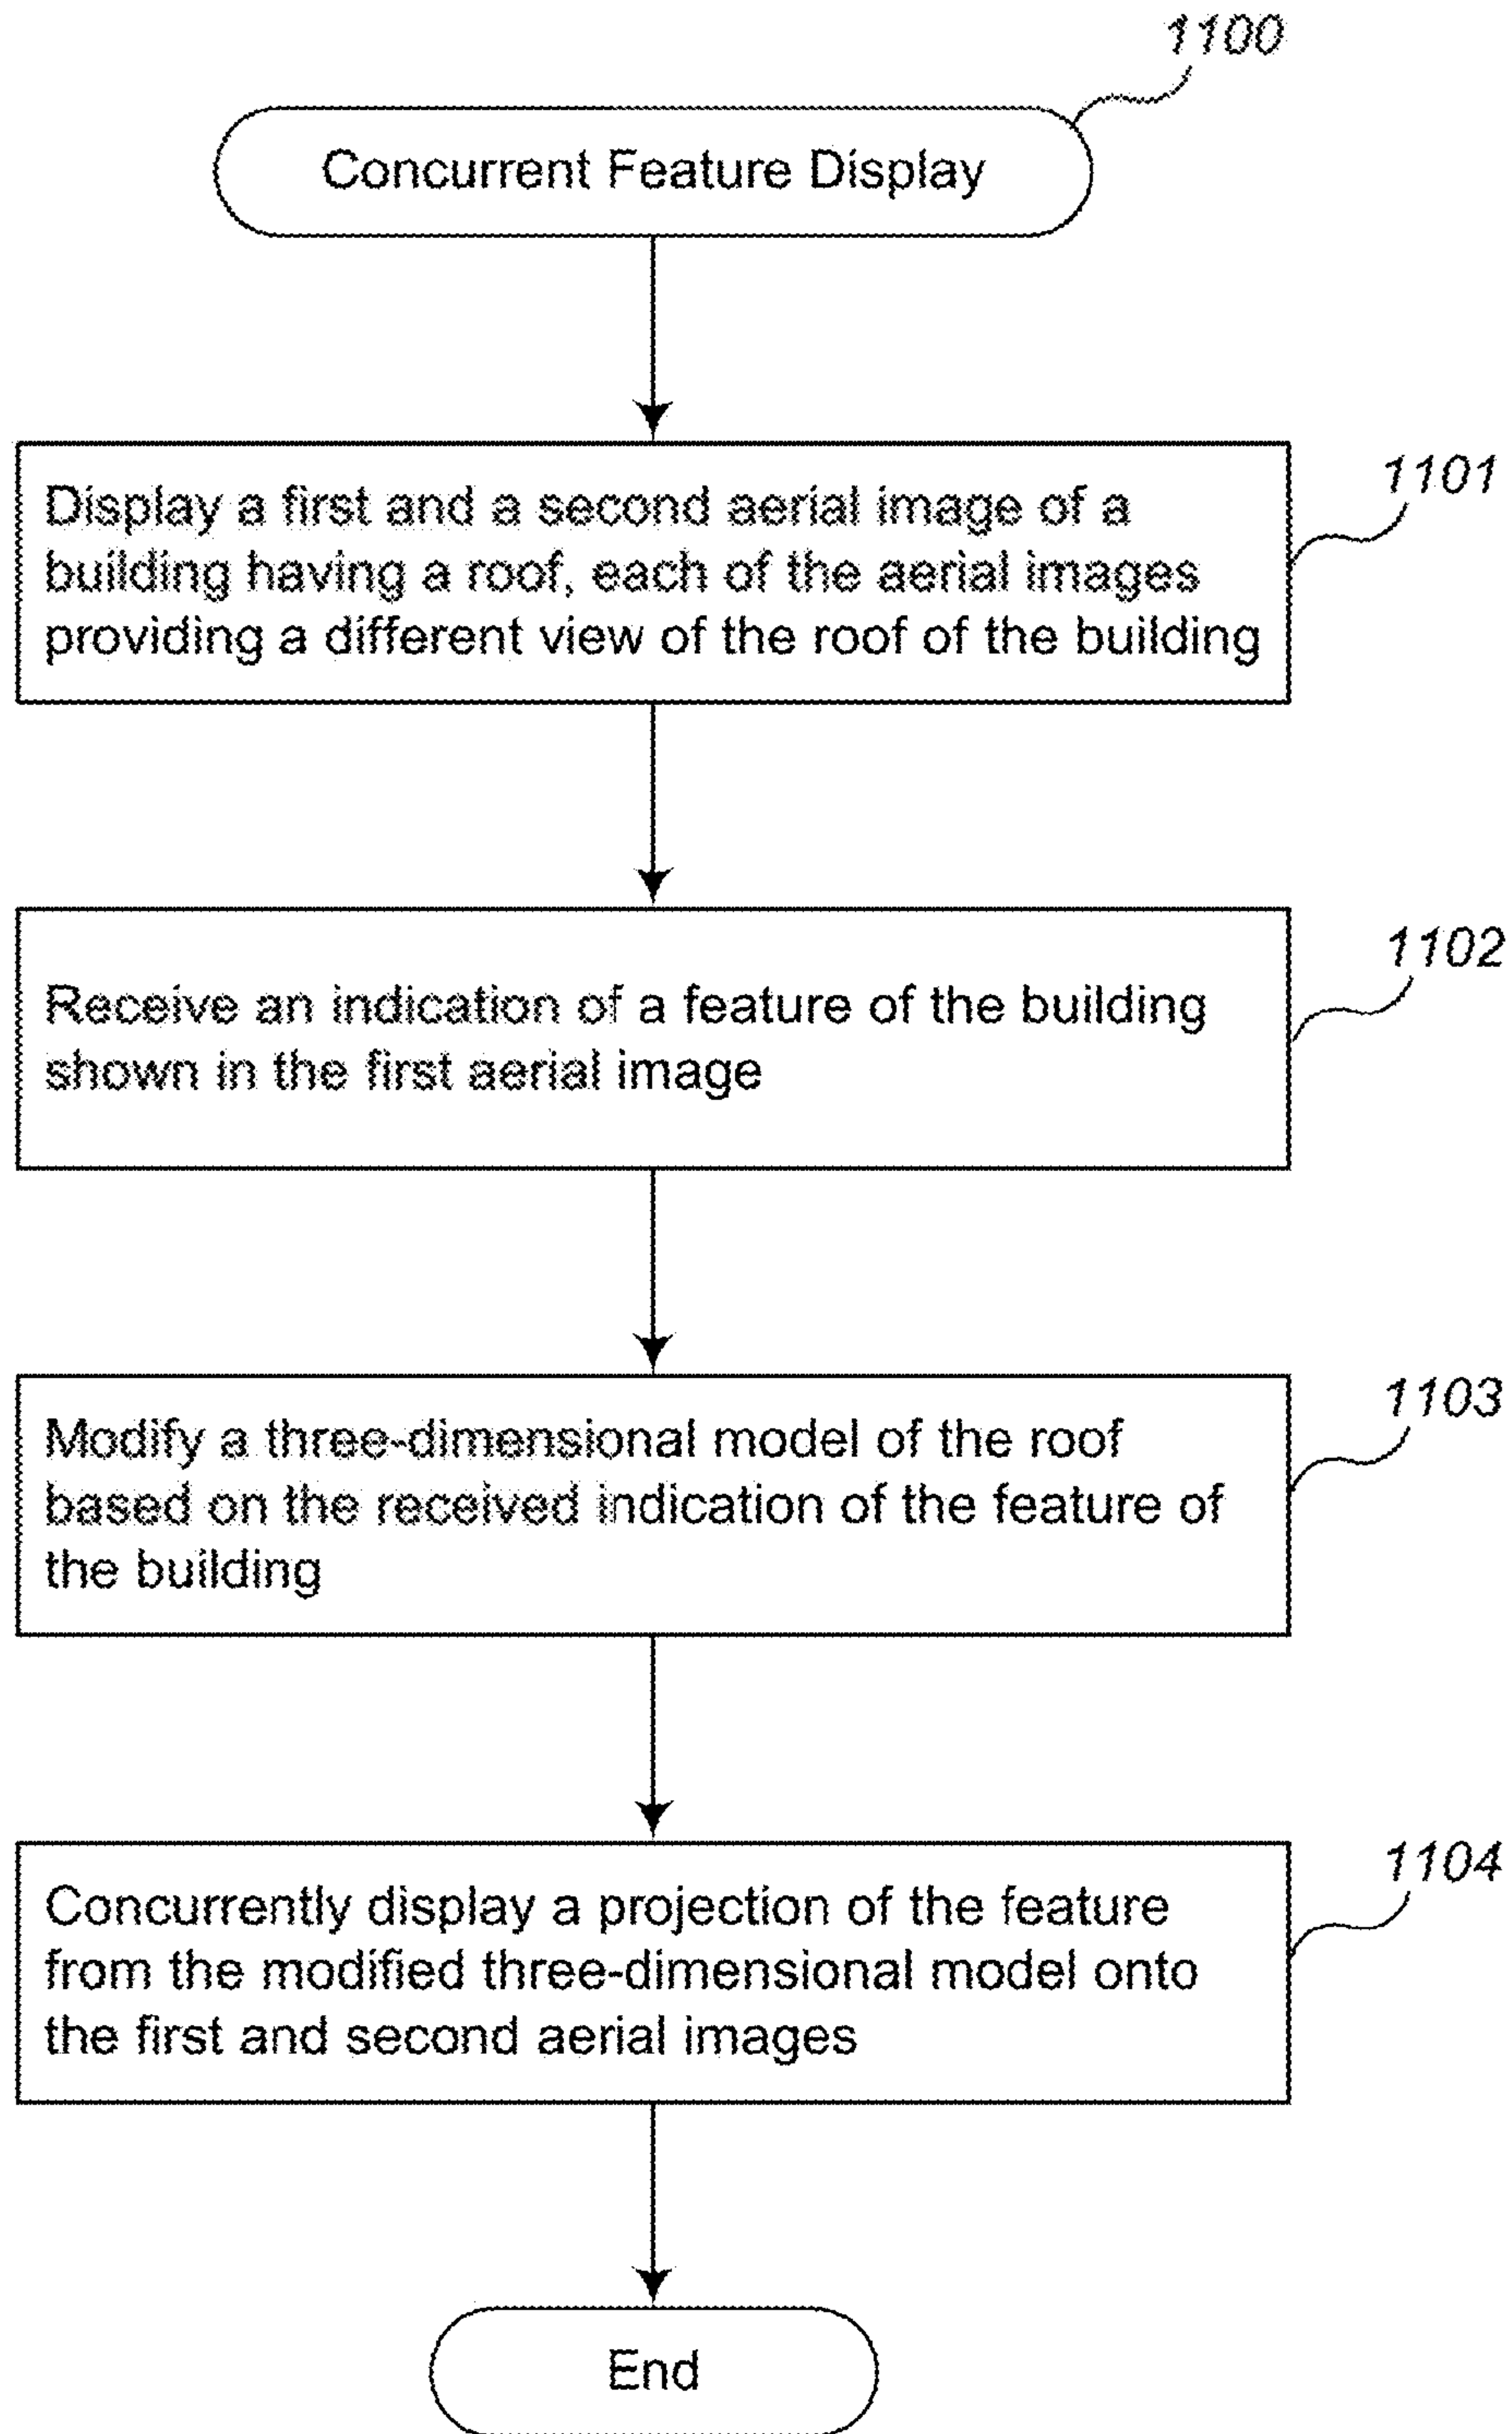 1100
Concurrent Feature Display
1101
Display a first and a second aerial image of a
building having a roof, each of the aerial images
providing a different view of the roof of the building
1102
Receive an indication of a feature of the building
shown in the first aerial image
1103
Modify a three-dimensional model of the roof
based on the received indication of the feature of
the building
1104
Concurrently display a projection of the feature
from the modified three-dimensional model onto
the first and second aerial images
End